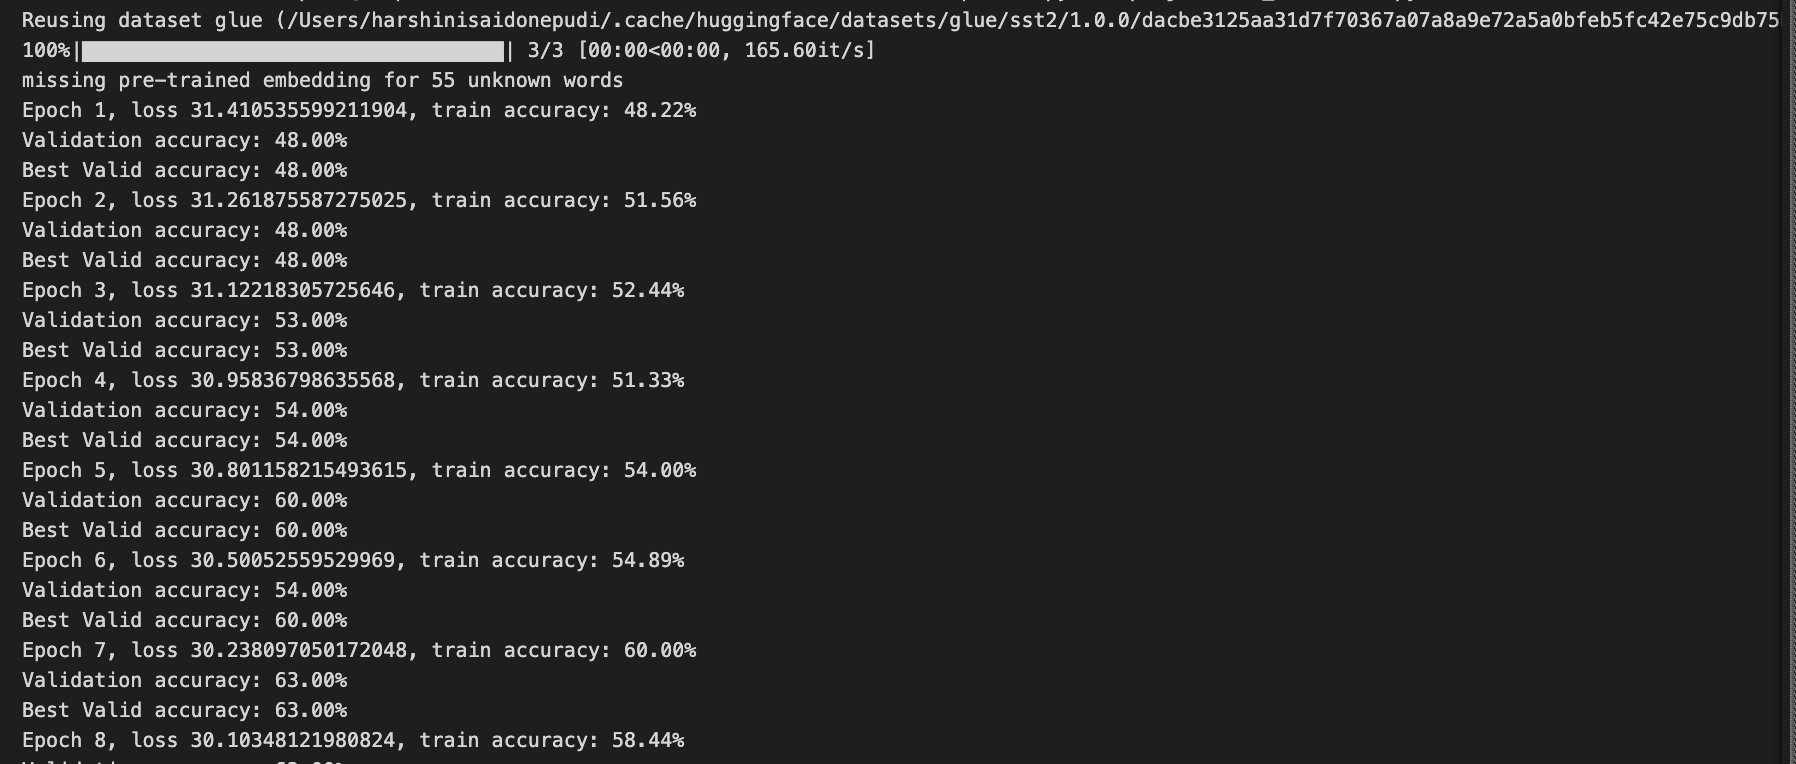 Reusing dataset glue (/Users/harshinisaidonepudi/.cache/huggingface/datasets/glue/sst2/1.0.0/dacbe3125aa31d7f70367a07a8a9e72a5a0bfeb5fc42e75c9db75
100%|| 3/3 [00:00<00:00, 165.60it/s]
missing pre-trained embedding for 55 unknown words
Epoch 1, loss 31.410535599211904, train accuracy: 48.22%
Validation accuracy: 48.00%
Best Valid accuracy: 48.00%
Epoch 2, loss 31.261875587275025, train accuracy: 51.56%
Validation accuracy: 48.00%
Best Valid accuracy: 48.00%
Epoch 3, loss 31.12218305725646, train accuracy: 52.44%
Validation accuracy: 53.00%
Best Valid accuracy: 53.00%
Epoch 4, loss 30.95836798635568, train accuracy: 51.33%
Validation accuracy: 54.00%
Best Valid accuracy: 54.00%
Epoch 5, loss 30.801158215493615, train accuracy: 54.00%
Validation accuracy: 60.00%
Best Valid accuracy: 60.00%
Epoch 6, loss 30.50052559529969, train accuracy: 54.89%
Validation accuracy: 54.00%
Best Valid accuracy: 60.00%
Epoch 7, loss 30.238097050172048, train accuracy: 60.00%
Validation accuracy: 63.00%
Best Valid accuracy: 63.00%
Epoch 8, loss 30.10348121980824, train accuracy: 58.44%